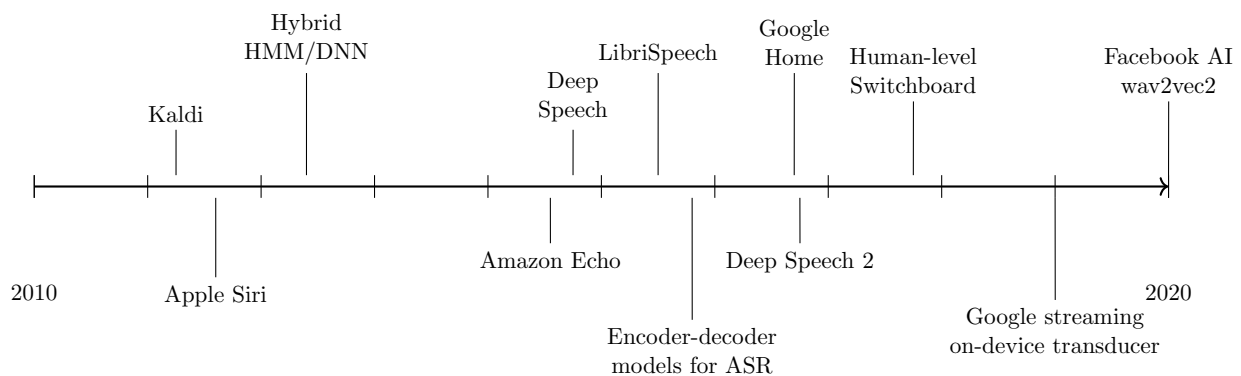 Hybrid
HMM/DNN
Google
Home
LibriSpeech
Human-level
Switchboard
Facebook AI
wav2vec2
Deep
Speech
Kaldi
Amazon Echo
Deep Speech 2
2010
Apple Siri
2020
Google streaming
on-device transducer
Encoder-decoder
models for ASR